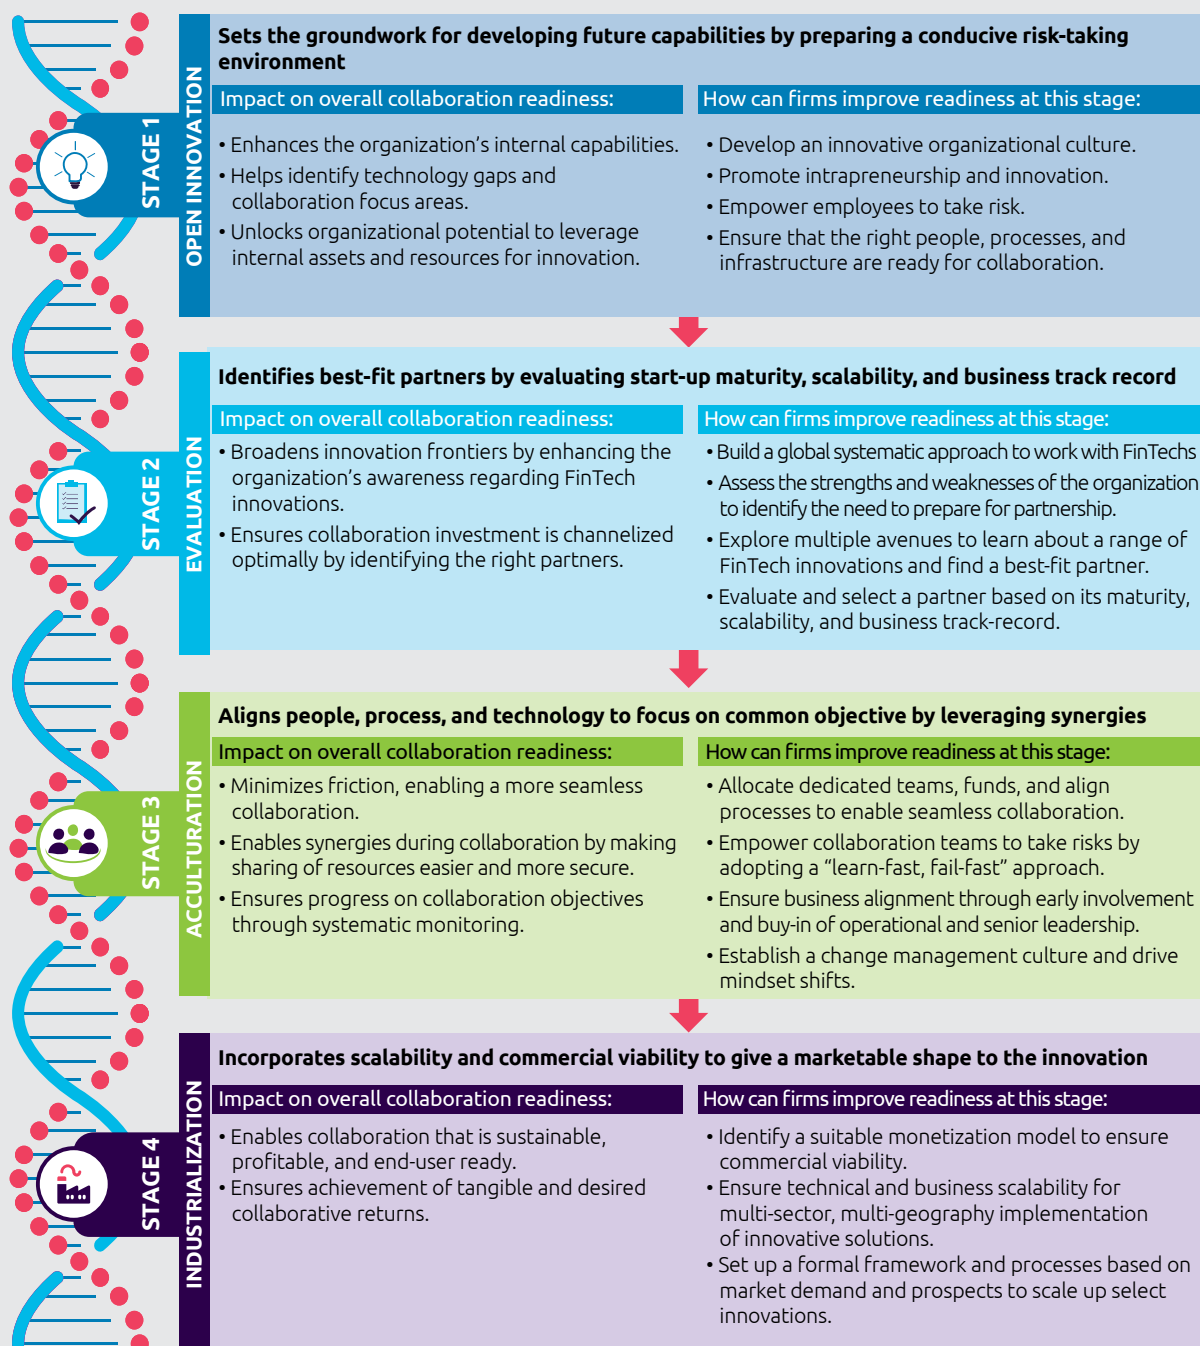 STAGE 1
OPEN INNOVATION
Sets the groundwork for developing future capabilities by preparing a conducive risk-taking
environment
Impact on overall collaboration readiness:
• Enhances the organization’s internal capabilities.
• Helps identify technology gaps and
collaboration focus areas.
• Unlocks organizational potential to leverage
internal assets and resources for innovation.
How can firms improve readiness at this stage:
• Develop an innovative organizational culture.
• Promote intrapreneurship and innovation.
• Empower employees to take risk.
• Ensure that the right people, processes, and
infrastructure are ready for collaboration.
STAGE 2
EVALUATION
Identifies best-fit partners by evaluating start-up maturity, scalability, and business track record
Impact on overall collaboration readiness:
• Broadens innovation frontiers by enhancing the
organization’s awareness regarding FinTech
innovations.
• Ensures collaboration investment is channelized
optimally by identifying the right partners.
How can firms improve readiness at this stage:
• Build a global systematic approach to work with FinTechs
• Assess the strengths and weaknesses of the organization
to identify the need to prepare for partnership.
• Explore multiple avenues to learn about a range of
FinTech innovations and find a best-fit partner.
• Evaluate and select a partner based on its maturity,
scalability, and business track-record.
STAGE 3
ACCULTURATION
Aligns people, process, and technology to focus on common objective by leveraging synergies
Impact on overall collaboration readiness:
• Minimizes friction, enabling a more seamless
collaboration.
• Enables synergies during collaboration by making
sharing of resources easier and more secure.
• Ensures progress on collaboration objectives
through systematic monitoring.
How can firms improve readiness at this stage:
• Allocate dedicated teams, funds, and align
processes to enable seamless collaboration.
• Empower collaboration teams to take risks by
adopting a “learn-fast, fail-fast” approach.
• Ensure business alignment through early involvement
and buy-in of operational and senior leadership.
• Establish a change management culture and drive
mindset shifts.
STAGE 4
INDUSTRIALIZATION
Incorporates scalability and commercial viability to give a marketable shape to the innovation
Impact on overall collaboration readiness:
• Enables collaboration that is sustainable,
profitable, and end-user ready.
• Ensures achievement of tangible and desired
collaborative returns.
How can firms improve readiness at this stage:
• Identify a suitable monetization model to ensure
commercial viability.
• Ensure technical and business scalability for
multi-sector, multi-geography implementation
of innovative solutions.
• Set up a formal framework and processes based on
market demand and prospects to scale up select
innovations.